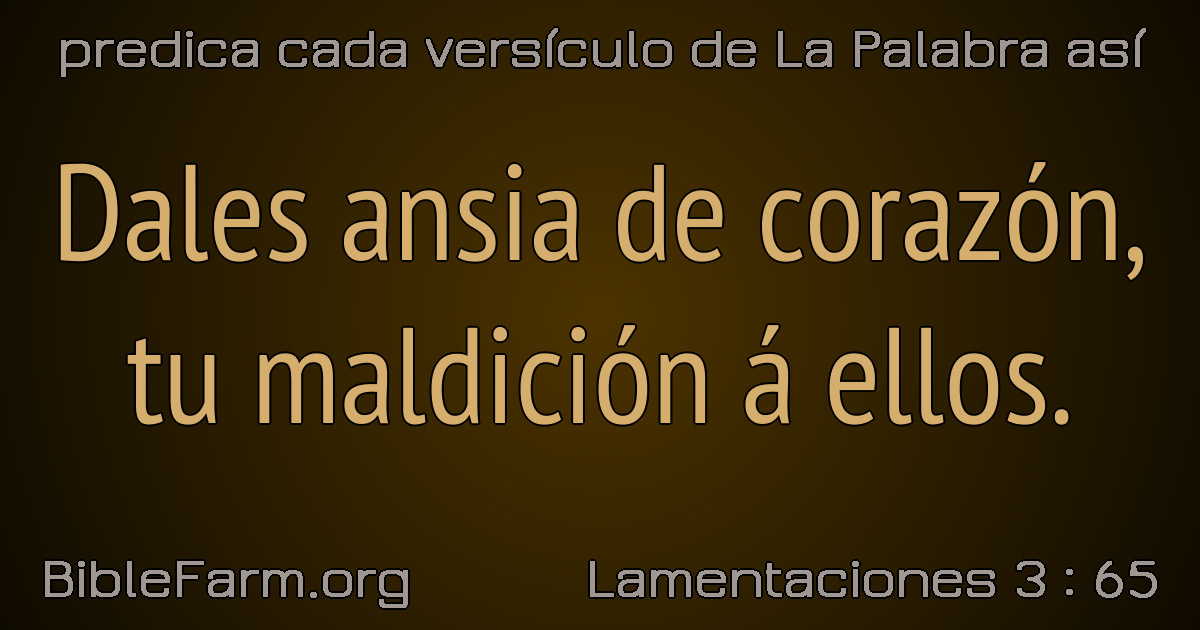 predica cada versículo de La Palabra así
Dales ansia de corazón,
tu maldición á ellos.
BibleFarm.org
Lamentaciones 3 : 65